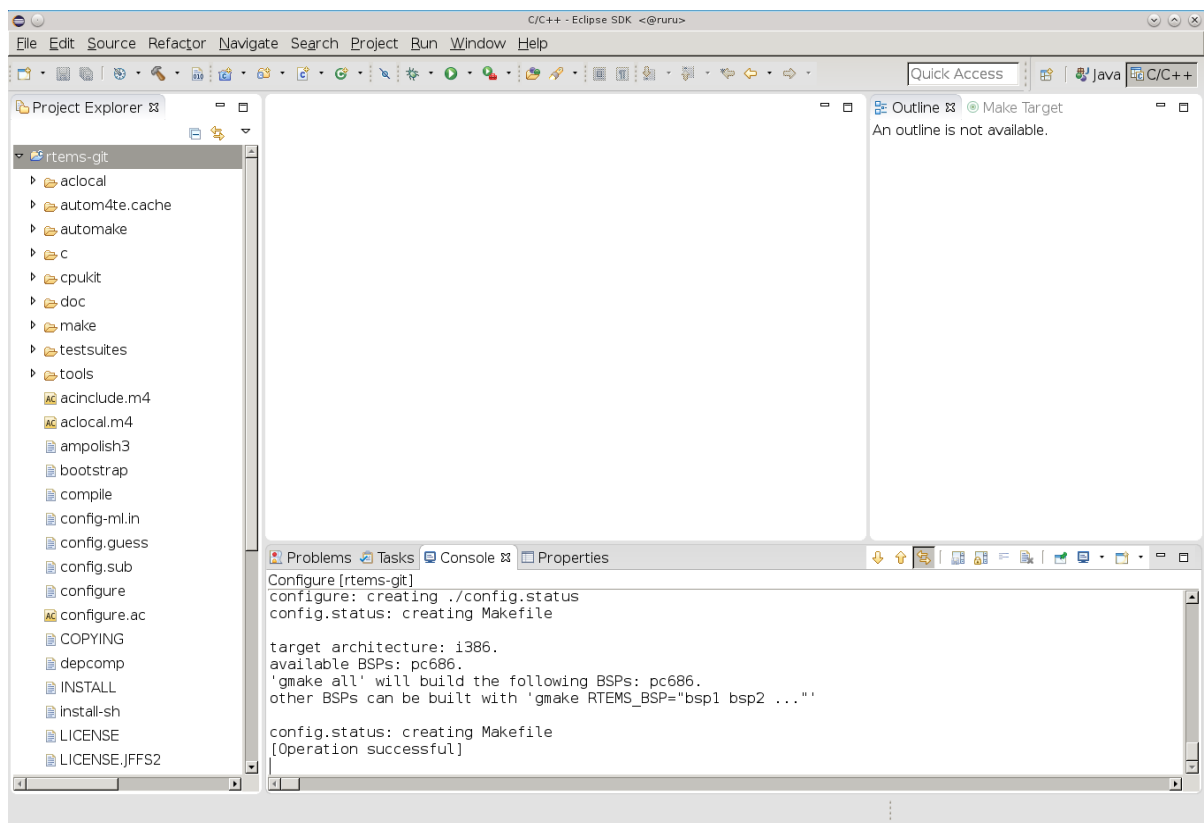 C/C++ - Eclipse SDK <@ruru>
File Edit Source Refactor Navigate Search Project Run Window Help
Quick Access Java C/C++
Project Explorer
rtems-git
aclocal
autom4te.cache
automake
c
cpukit
doc
make
testsuites
tools
acinclude.m4
aclocal.m4
ampolish3
bootstrap
compile
config-ml.in
config.guess
config.sub
configure
configure.ac
COPYING
depcomp
INSTALL
install-sh
LICENSE
LICENSE.JFFS2
Outline Make Target
An outline is not available.
Problems Tasks Console Properties
Configure [rtems-git]
configure: creating ./config.status
config.status: creating Makefile
target architecture: i386.
available BSPs: pc686.
'gmake all' will build the following BSPs: pc686.
other BSPs can be built with 'gmake RTEMS_BSP="bsp1 bsp2 ..."'
config.status: creating Makefile
[Operation successful]